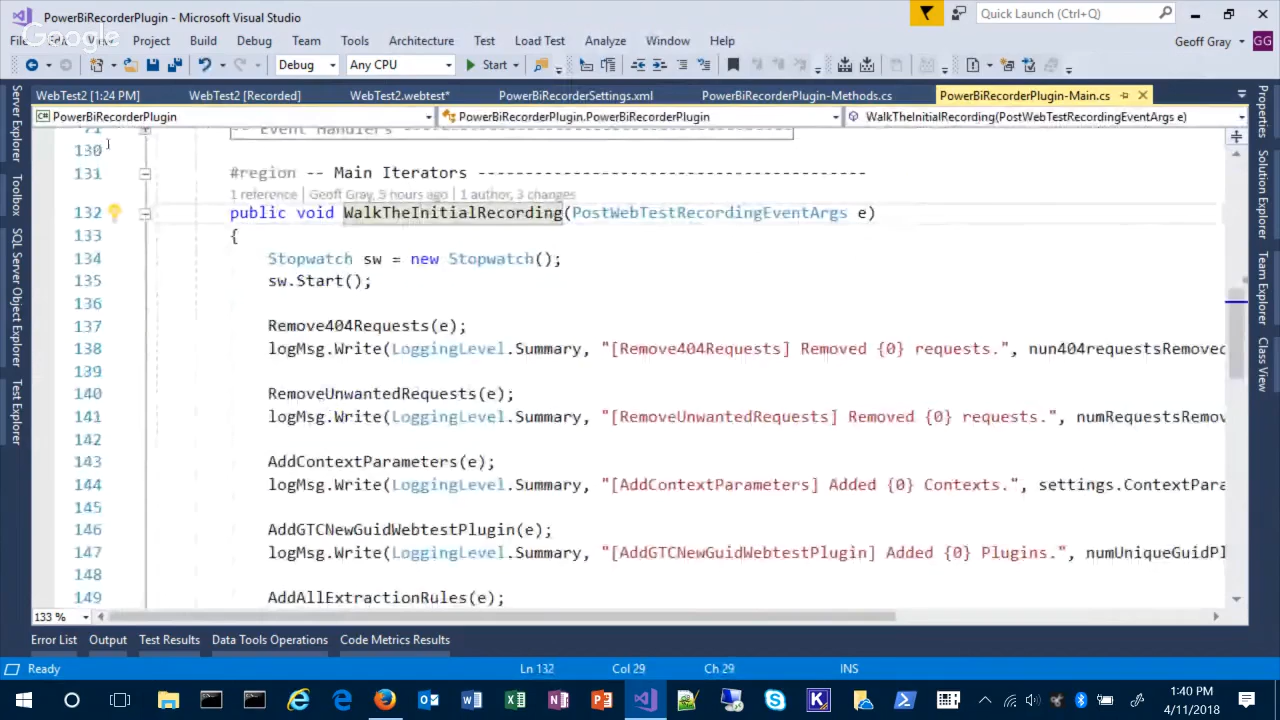 PowerBiRecorderPlugin - Microsoft Visual Studio
Quick Launch (Ctrl+Q)
Google
File Edit View Project Build Debug Team Tools Architecture Test Load Test Analyze Window Help
Geoff Gray GG
Debug Any CPU Start
WebTest2 [1:24 PM] WebTest2 [Recorded] WebTest2.webtest* PowerBiRecorderSettings.xml PowerBiRecorderPlugin-Methods.cs PowerBiRecorderPlugin-Main.cs
PowerBiRecorderPlugin PowerBiRecorderPlugin.PowerBiRecorderPlugin WalkTheInitialRecording(PostWebTestRecordingEventArgs e)
Server Explorer
Toolbox
SQL Server Object Explorer
Test Explorer
-- Event Handlers
130
131 #region -- Main Iterators -----------------------------------------
1 reference | Geoff Gray, 5 hours ago | 1 author, 3 changes
132 public void WalkTheInitialRecording(PostWebTestRecordingEventArgs e)
133 {
134 Stopwatch sw = new Stopwatch();
135 sw.Start();
136
137 Remove404Requests(e);
138 logMsg.Write(LoggingLevel.Summary, "[Remove404Requests] Removed {0} requests.", nun404requestsRemoved
139
140 RemoveUnwantedRequests(e);
141 logMsg.Write(LoggingLevel.Summary, "[RemoveUnwantedRequests] Removed {0} requests.", numRequestsRemov
142
143 AddContextParameters(e);
144 logMsg.Write(LoggingLevel.Summary, "[AddContextParameters] Added {0} Contexts.", settings.ContextPara
145
146 AddGTCNewGuidWebtestPlugin(e);
147 logMsg.Write(LoggingLevel.Summary, "[AddGTCNewGuidWebtestPlugin] Added {0} Plugins.", numUniqueGuidPl
148
149 AddAllExtractionRules(e);
Properties
Solution Explorer
Team Explorer
Class View
133 %
Error List Output Test Results Data Tools Operations Code Metrics Results
Ready Ln 132 Col 29 Ch 29 INS
1:40 PM
4/11/2018